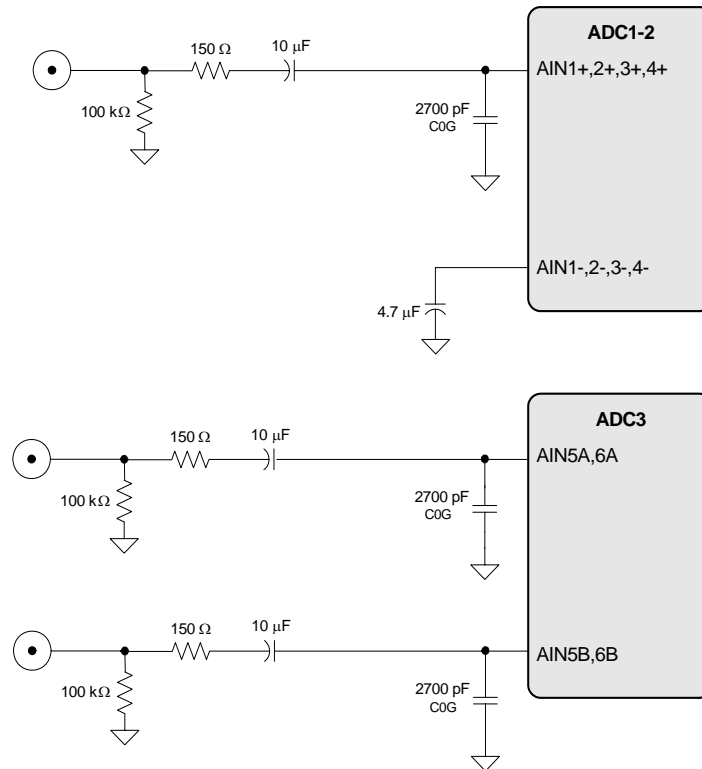 ADC1-2
150 Ω
10 μF
AIN1+,2+,3+,4+
100 kΩ
2700 pF
C0G
AIN1-,2-,3-,4-
4.7 μF
ADC3
150 Ω
10 μF
AIN5A,6A
100 kΩ
2700 pF
C0G
150 Ω
10 μF
AIN5B,6B
100 kΩ
2700 pF
C0G